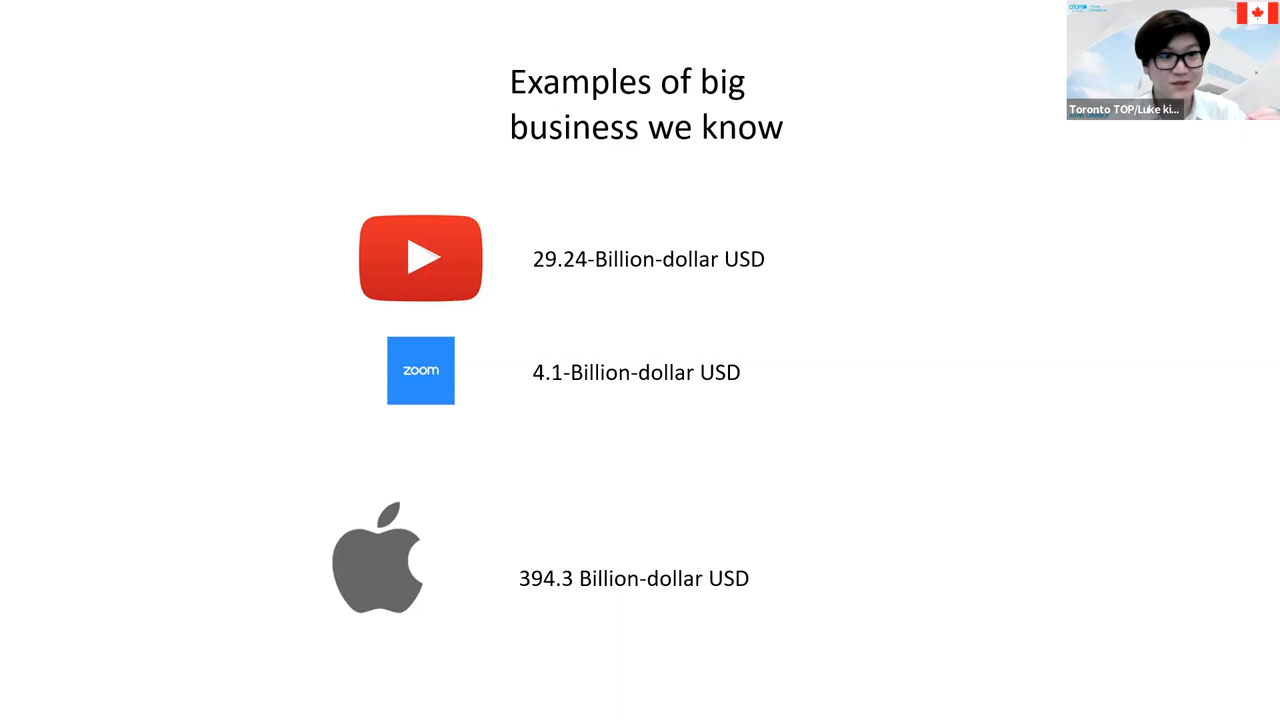 Examples of big
business we know
29.24-Billion-dollar USD
zoom
4.1-Billion-dollar USD
394.3 Billion-dollar USD
Toronto TOP/Luke ki...